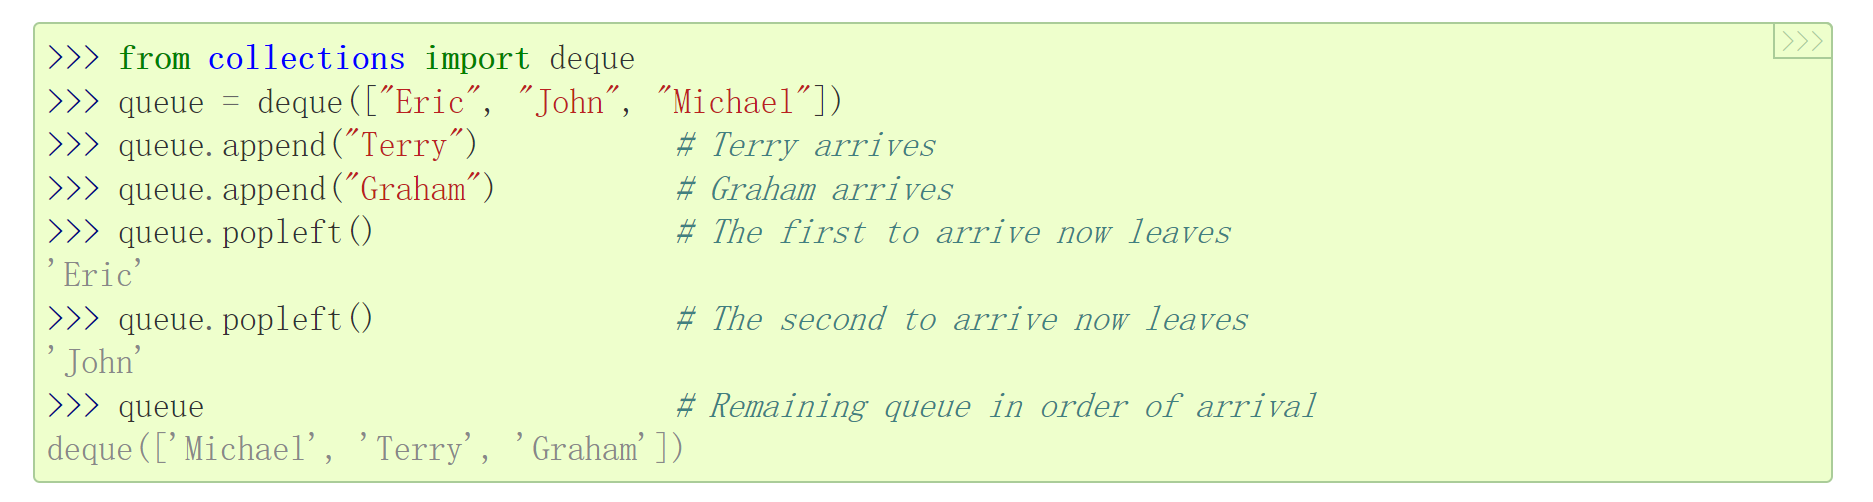 >>> from collections import deque
>>>
>>> queue = deque(["Eric", "John", "Michael"])
>>> queue.append("Terry")           # Terry arrives
>>> queue.append("Graham")          # Graham arrives
>>> queue.popleft()                 # The first to arrive now leaves
'Eric'
>>> queue.popleft()                 # The second to arrive now leaves
'John'
>>> queue                           # Remaining queue in order of arrival
deque(['Michael', 'Terry', 'Graham'])